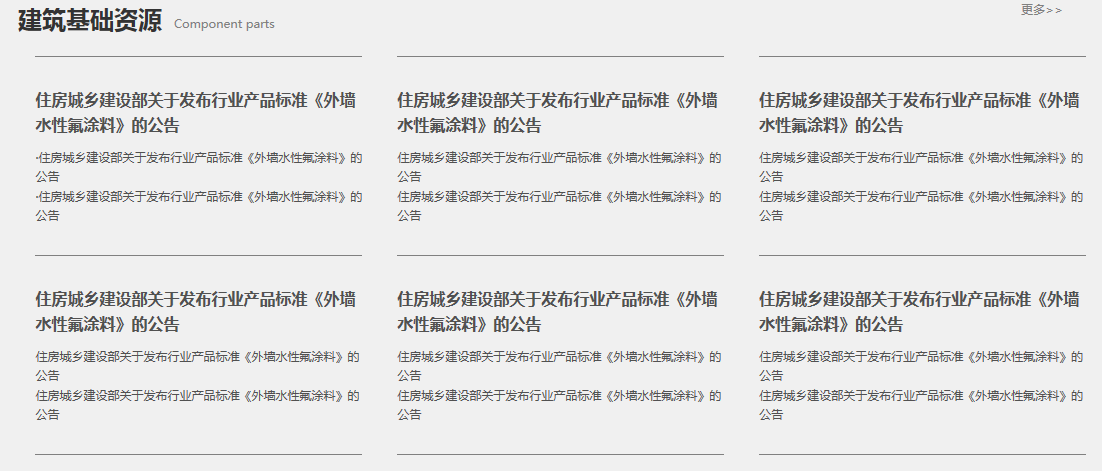 建筑基础资源 Component parts 更多>>
住房城乡建设部关于发布行业产品标准《外墙
水性氟涂料》的公告
·住房城乡建设部关于发布行业产品标准《外墙水性氟涂料》的
公告
·住房城乡建设部关于发布行业产品标准《外墙水性氟涂料》的
公告
住房城乡建设部关于发布行业产品标准《外墙
水性氟涂料》的公告
住房城乡建设部关于发布行业产品标准《外墙水性氟涂料》的
公告
住房城乡建设部关于发布行业产品标准《外墙水性氟涂料》的
公告
住房城乡建设部关于发布行业产品标准《外墙
水性氟涂料》的公告
住房城乡建设部关于发布行业产品标准《外墙水性氟涂料》的
公告
住房城乡建设部关于发布行业产品标准《外墙水性氟涂料》的
公告
住房城乡建设部关于发布行业产品标准《外墙
水性氟涂料》的公告
住房城乡建设部关于发布行业产品标准《外墙水性氟涂料》的
公告
住房城乡建设部关于发布行业产品标准《外墙水性氟涂料》的
公告
住房城乡建设部关于发布行业产品标准《外墙
水性氟涂料》的公告
住房城乡建设部关于发布行业产品标准《外墙水性氟涂料》的
公告
住房城乡建设部关于发布行业产品标准《外墙水性氟涂料》的
公告
住房城乡建设部关于发布行业产品标准《外墙
水性氟涂料》的公告
住房城乡建设部关于发布行业产品标准《外墙水性氟涂料》的
公告
住房城乡建设部关于发布行业产品标准《外墙水性氟涂料》的
公告